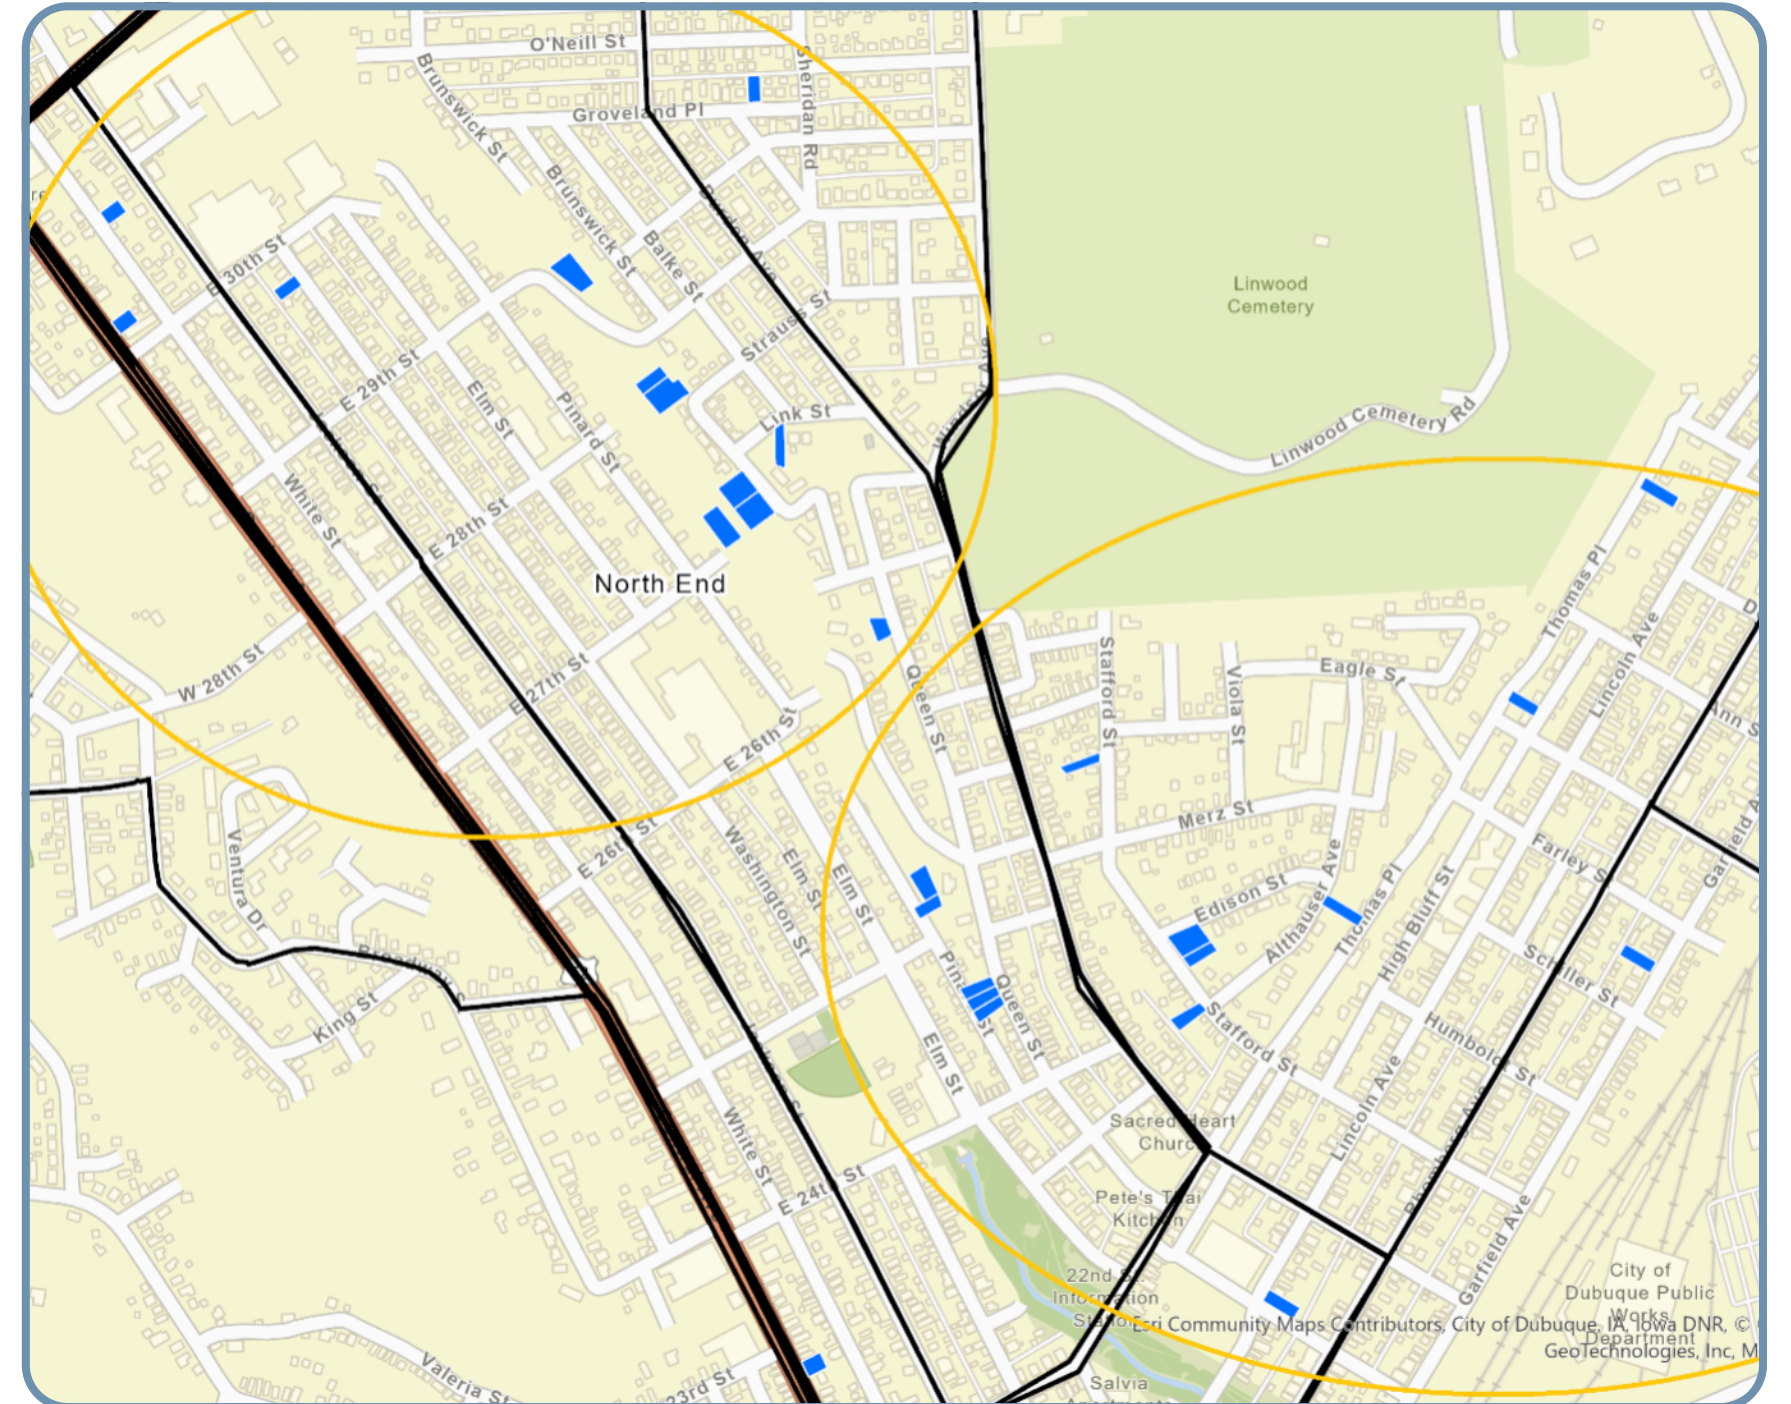 O'Neill St
Sheridan Rd
Brunswick St
Groveland Pl
Brunswick St
Balke St
E 30th St
Strauss St
Linwood
Cemetery
E 29th St
Elm St
Pinard St
Link St
Linwood Cemetery Rd
White St
E 28th St
North End
Thomas Pl
W 28th St
E 27th St
Queen St
Stafford St
Viola St
Eagle St
Lincoln Ave
E 26th St
Merz St
E 26th St
Ventura Dr
Washington St
Elm St
Elm St
Farley S
Edison St
Althauser Ave
Thomas Pl
High Bluff St
Schiller St
Broadway
King St
Queen St
Elm St
Stafford St
Humboldt St
Lincoln Ave
White St
E 24th St
Sacred Heart
Church
Pete's Thai
Kitchen
Garfield Ave
22nd St.
Information
City of
Dubuque Public
Works
Department
Esri Community Maps Contributors, City of Dubuque, IA, Iowa DNR, ©
GeoTechnologies, Inc, M
Valeria St
23rd St
Salvia